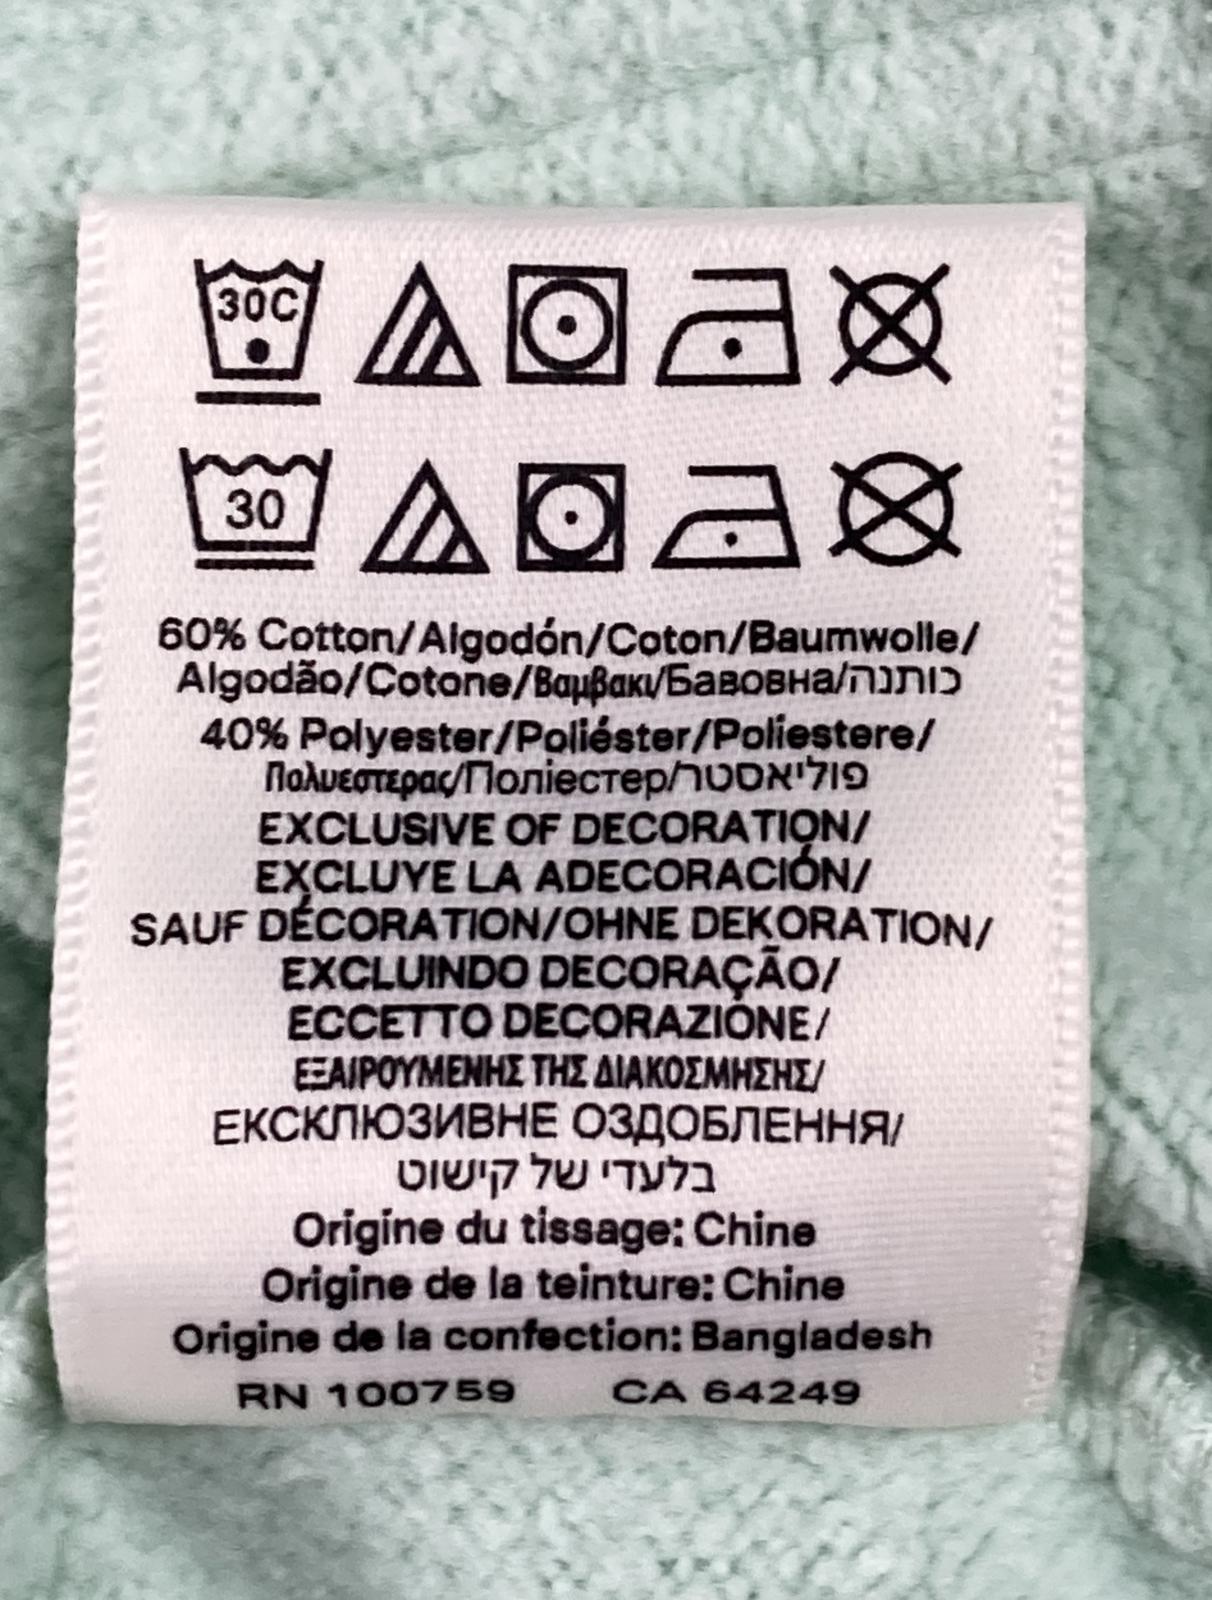 30C
30
60% Cotton/Algodón/Coton/Baumwolle/
Algodão/Cotone/Βαμβακι/Бавовна/כותנה
40% Polyester/Poliéster/Poliestere/
Πολυεστερας/Поліестер/פוליאסטר
EXCLUSIVE OF DECORATION/
EXCLUYE LA ADECORACIÓN/
SAUF DÉCORATION/OHNE DEKORATION/
EXCLUINDO DECORAÇÃO/
ECCETTO DECORAZIONE/
ΕΞΑΙΡΟΥΜΕΝΗΣ ΤΗΣ ΔΙΑΚΟΣΜΗΣΗΣ/
ЕКСКЛЮЗИВНЕ ОЗДОБЛЕННЯ/
בלעדי של קישוט
Origine du tissage: Chine
Origine de la teinture: Chine
Origine de la confection: Bangladesh
RN 100759 CA 64249